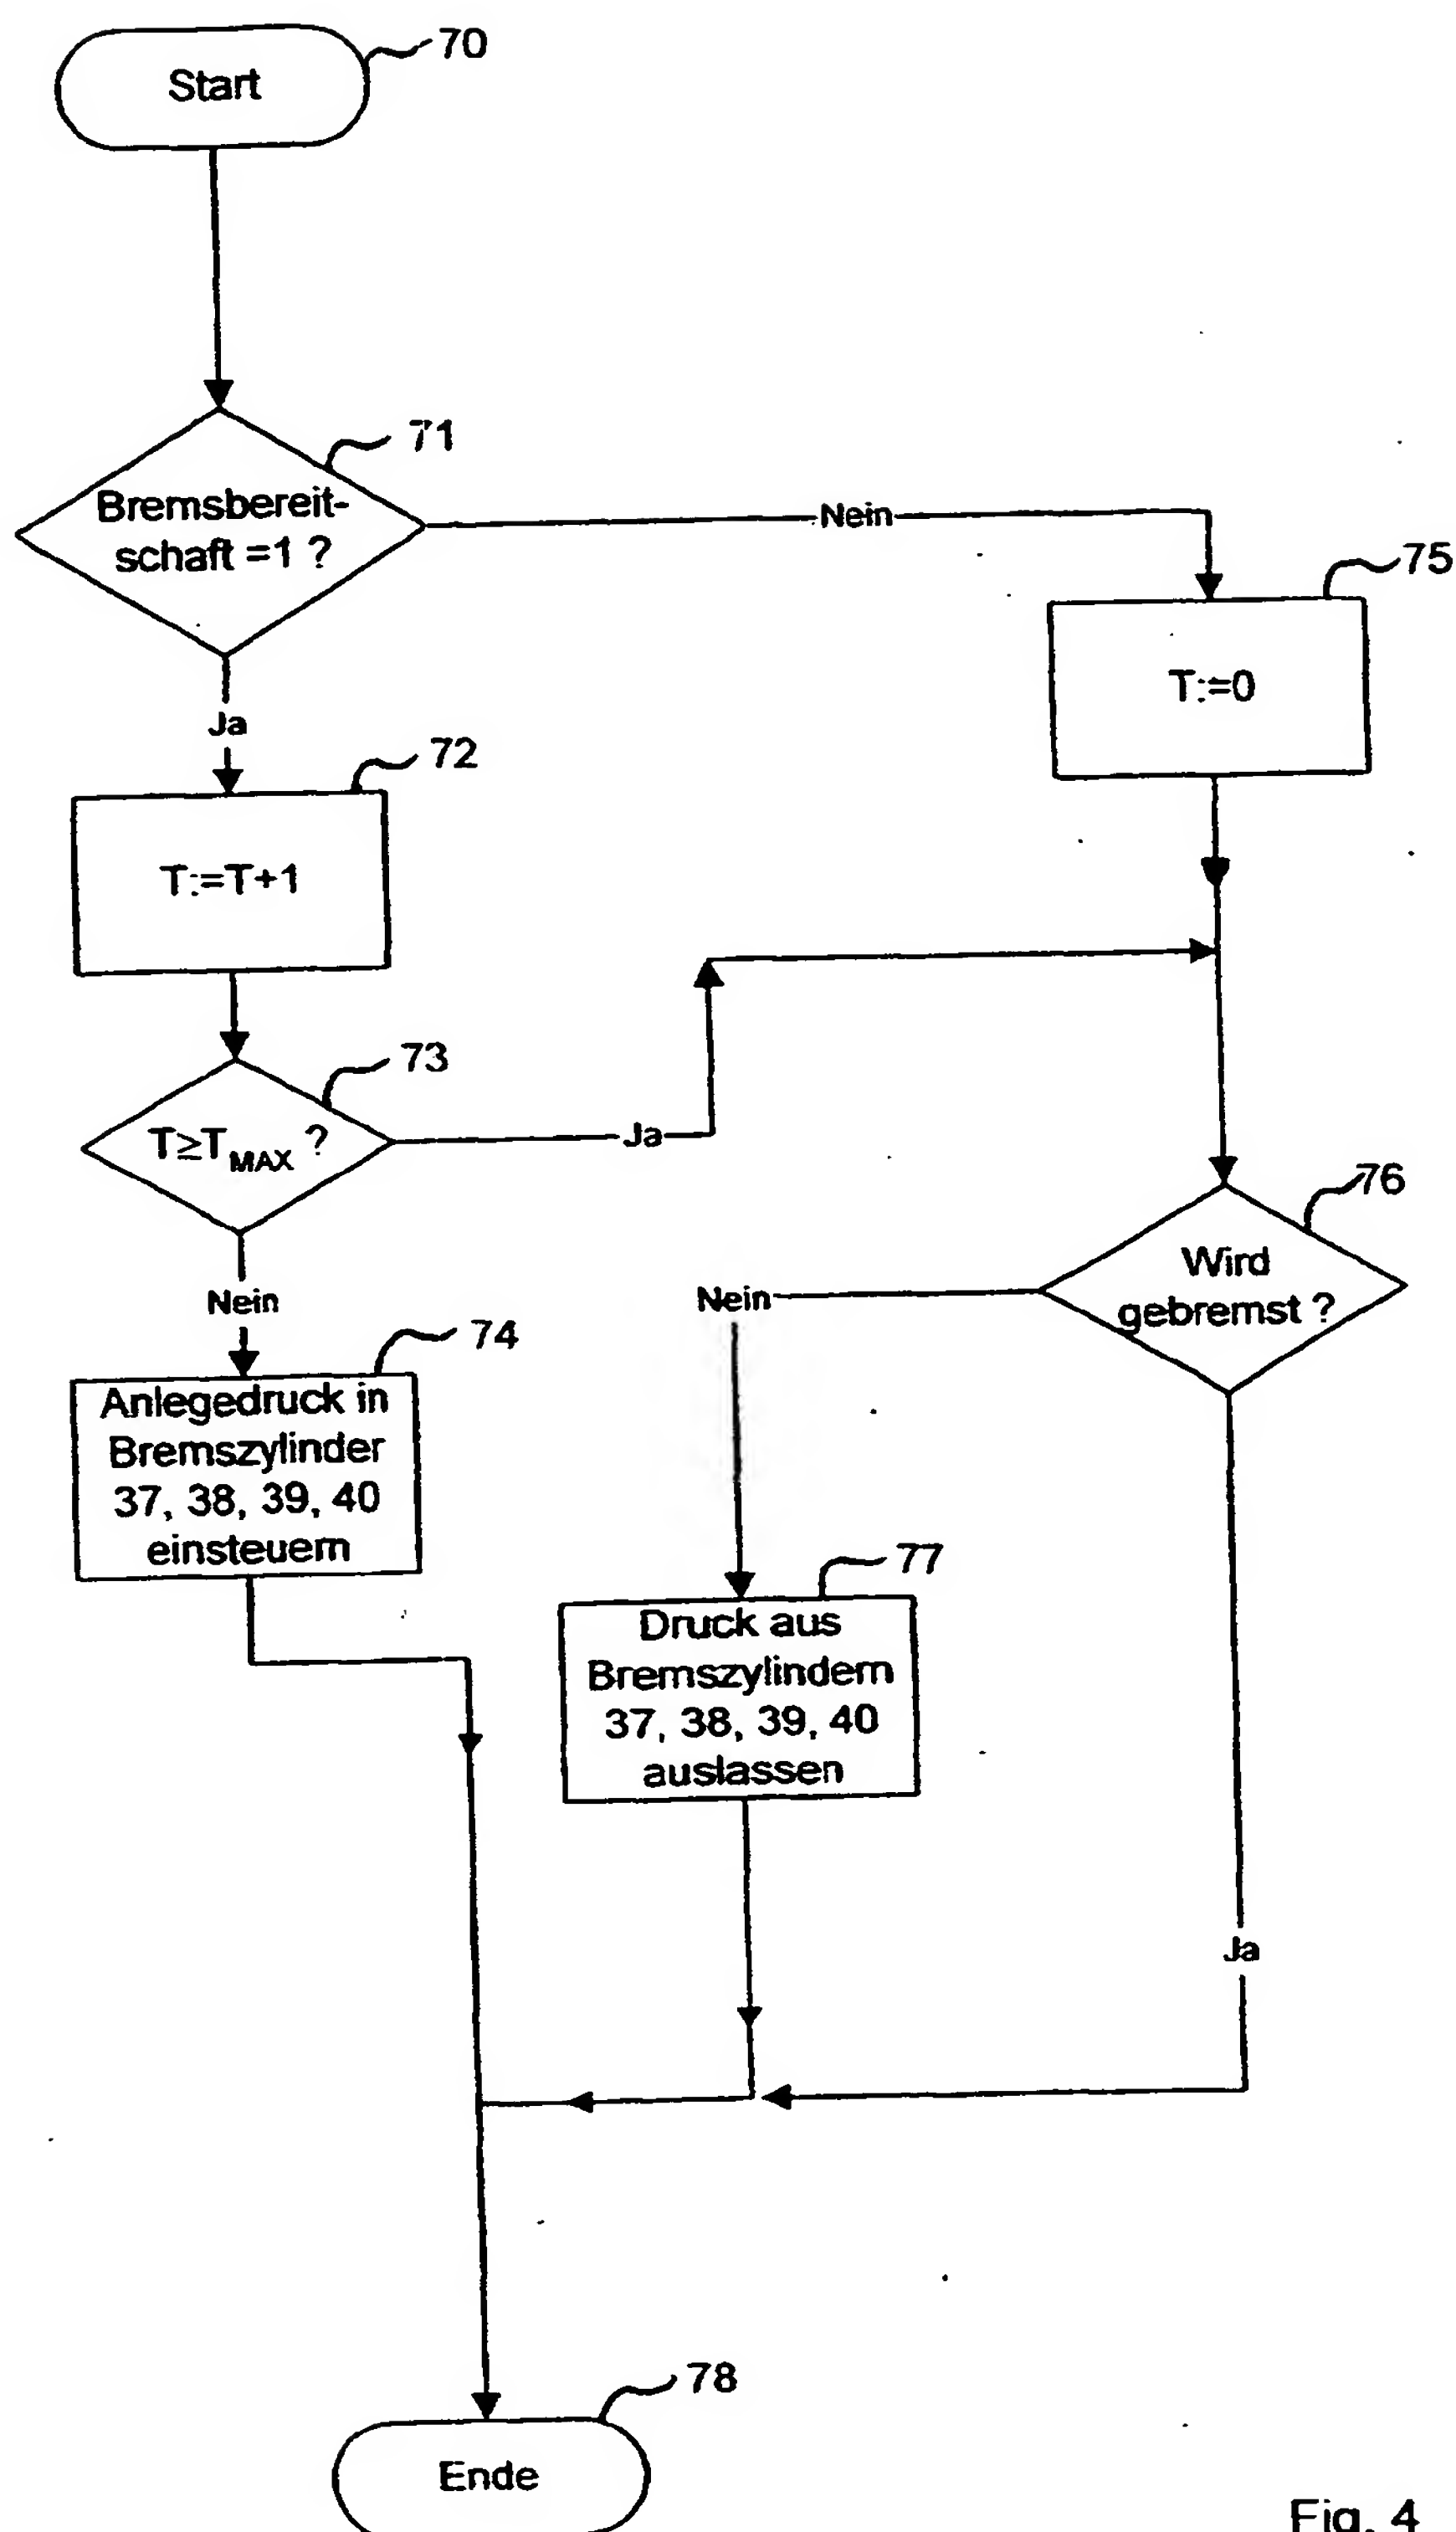 70
Start
71
Bremsbereit-
schaft =1 ?
Nein
75
T:=0
Ja
72
T:=T+1
73
T≥TMAX ?
Ja
76
Wird
gebremst ?
Nein
Nein
74
Anlegedruck in
Bremszylinder
37, 38, 39, 40
einsteuern
77
Druck aus
Bremszylindern
37, 38, 39, 40
auslassen
Ja
78
Ende
Fig. 4